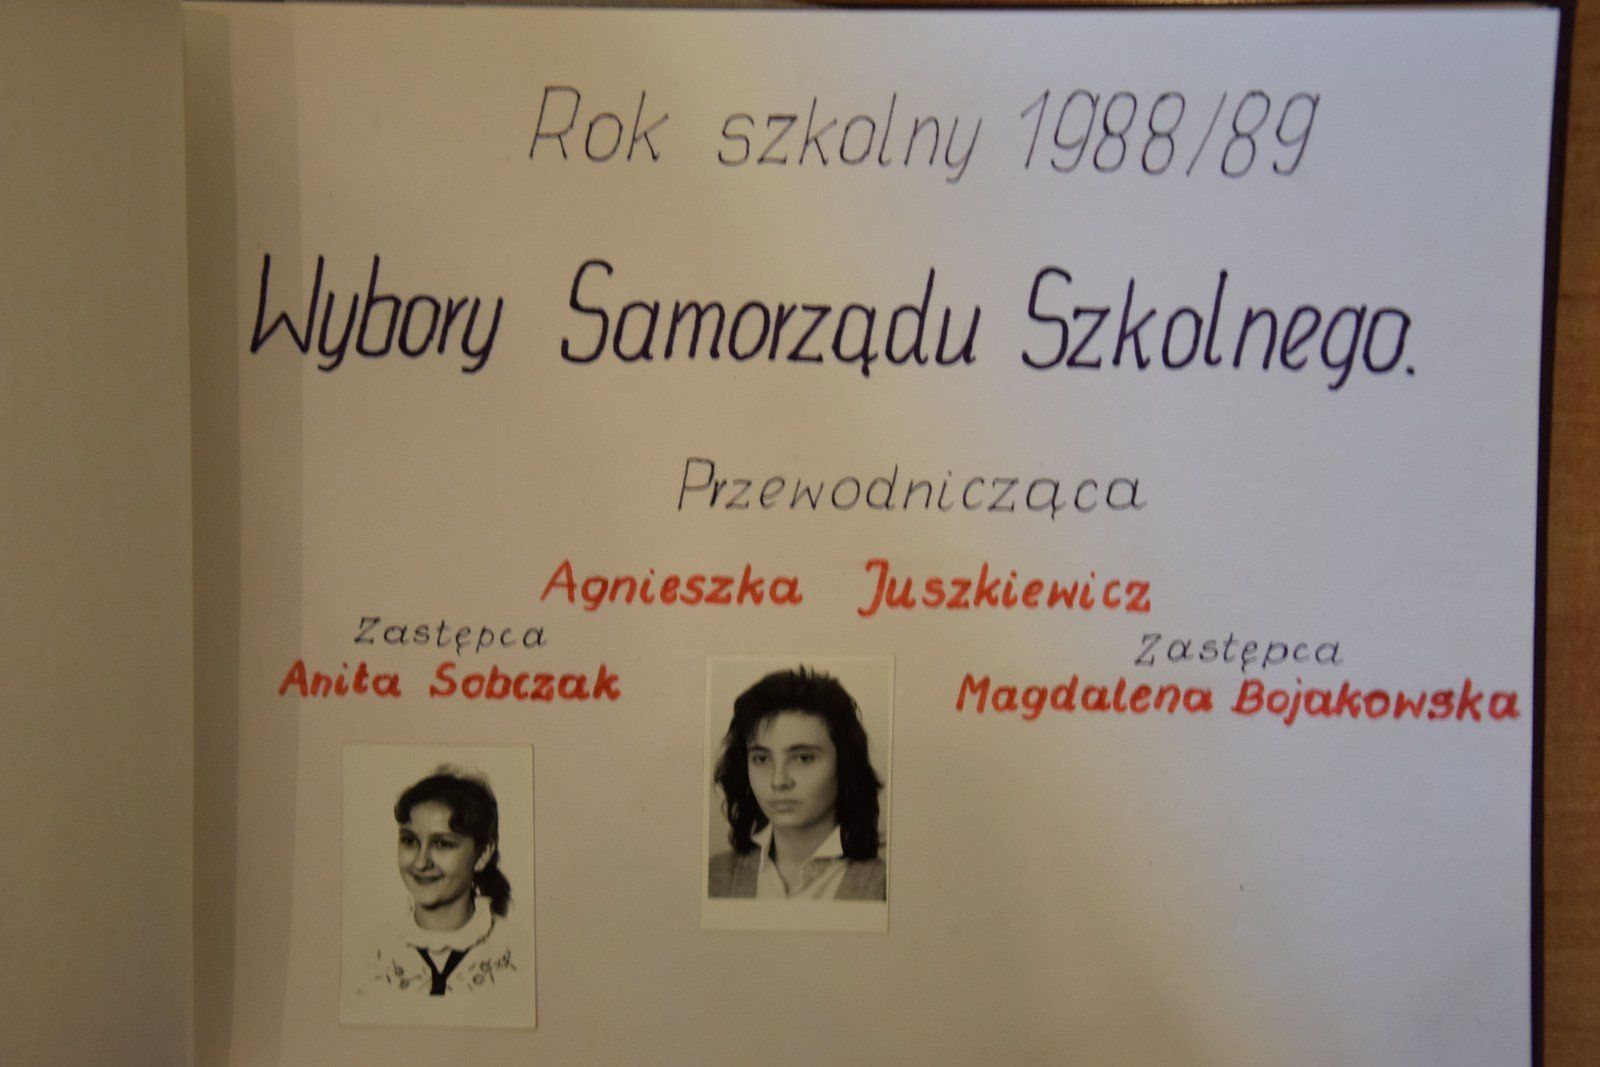 Rok szkolny 1988/89
Wybory Samorządu Szkolnego.
Przewodnicząca
Agnieszka Juszkiewicz
Zastępca
Anita Sobczak
Zastępca
Magdalena Bojakowska